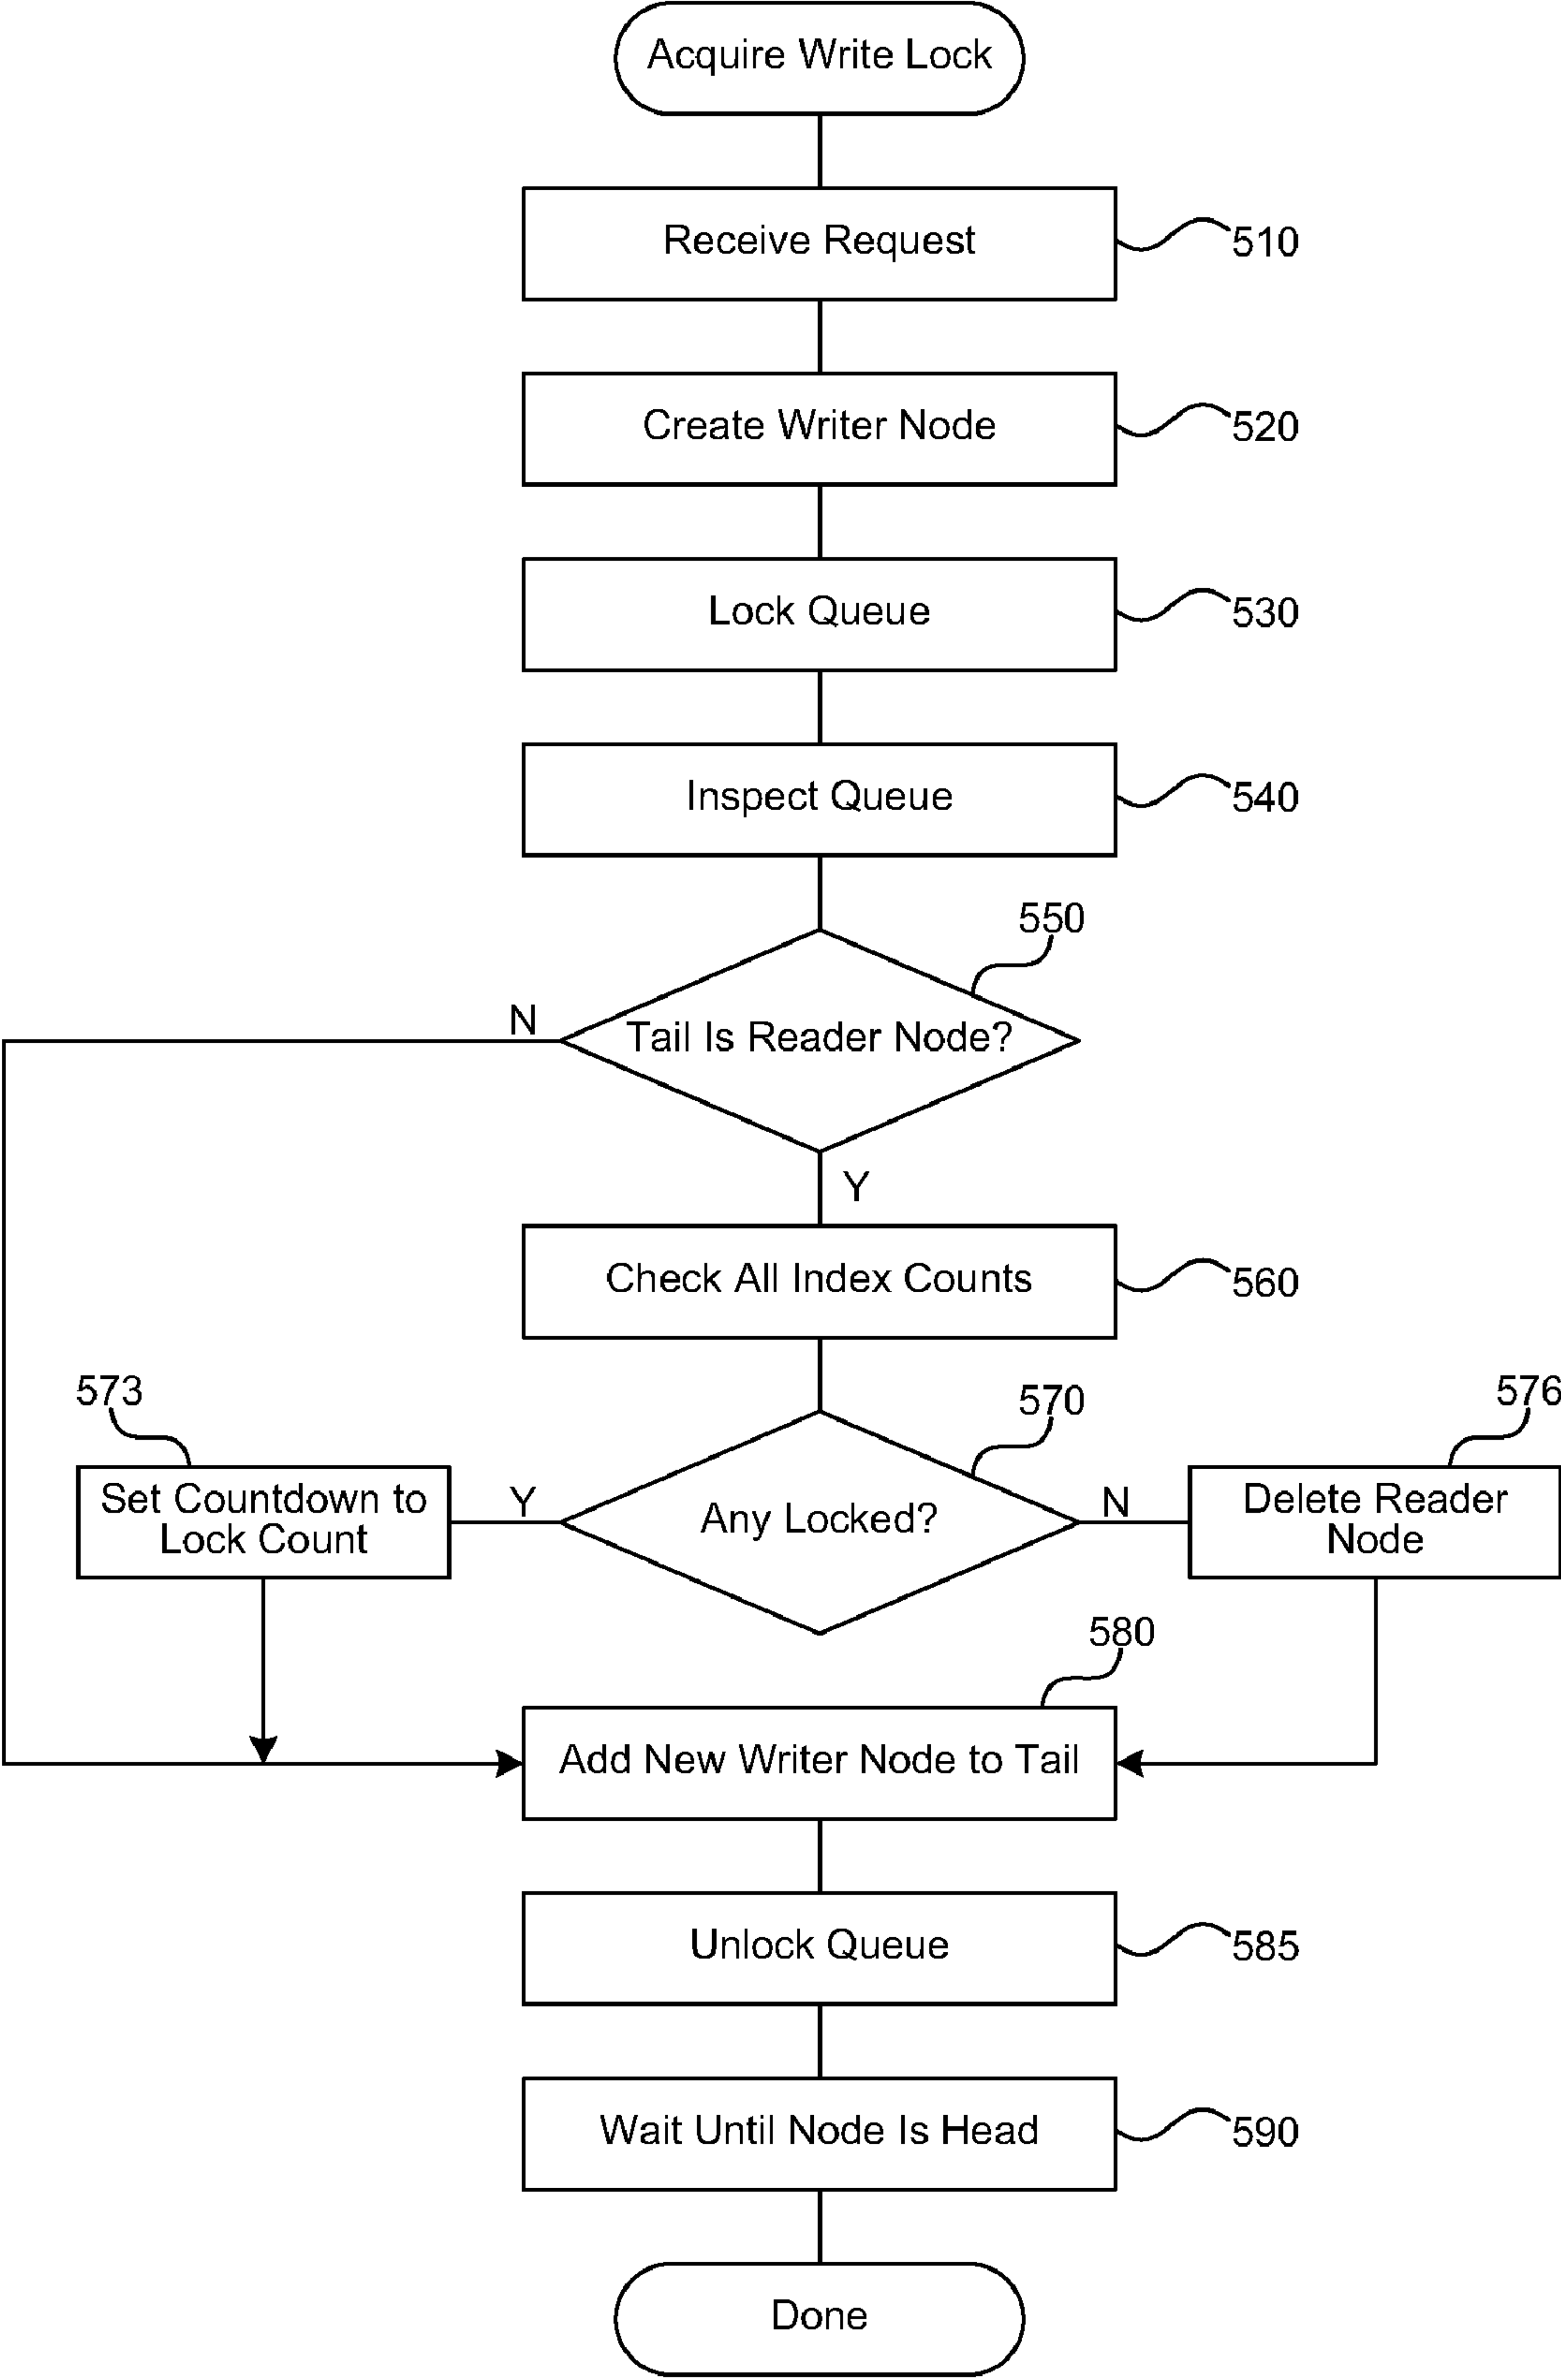 Acquire Write Lock
Receive Request
510
Create Writer Node
520
Lock Queue
530
Inspect Queue
540
550
N
Tail Is Reader Node?
Y
Check All Index Counts
560
573
570
576
Set Countdown to
Lock Count
Y
Any Locked?
N
Delete Reader
Node
580
Add New Writer Node to Tail
Unlock Queue
585
Wait Until Node Is Head
590
Done